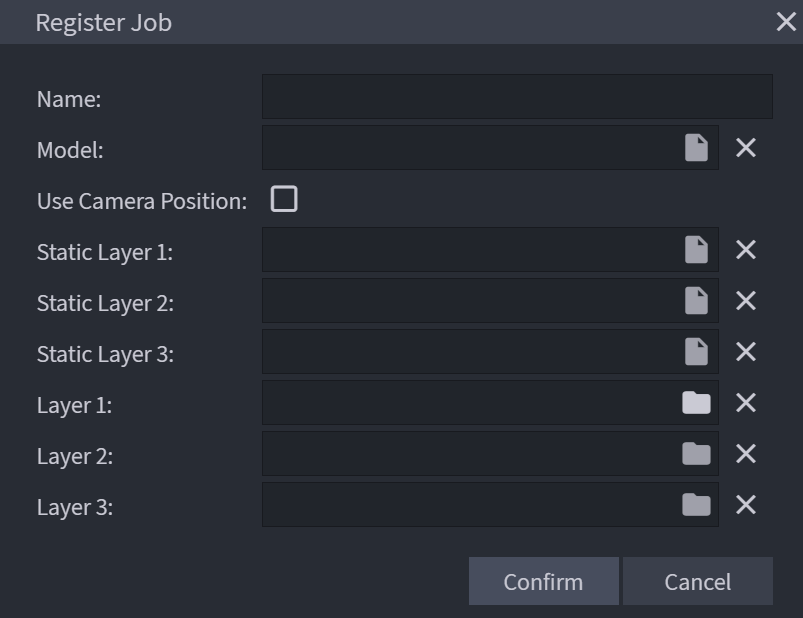 Register Job
Name:
Model:
Use Camera Position:
Static Layer 1:
Static Layer 2:
Static Layer 3:
Layer 1:
Layer 2:
Layer 3:
Confirm Cancel